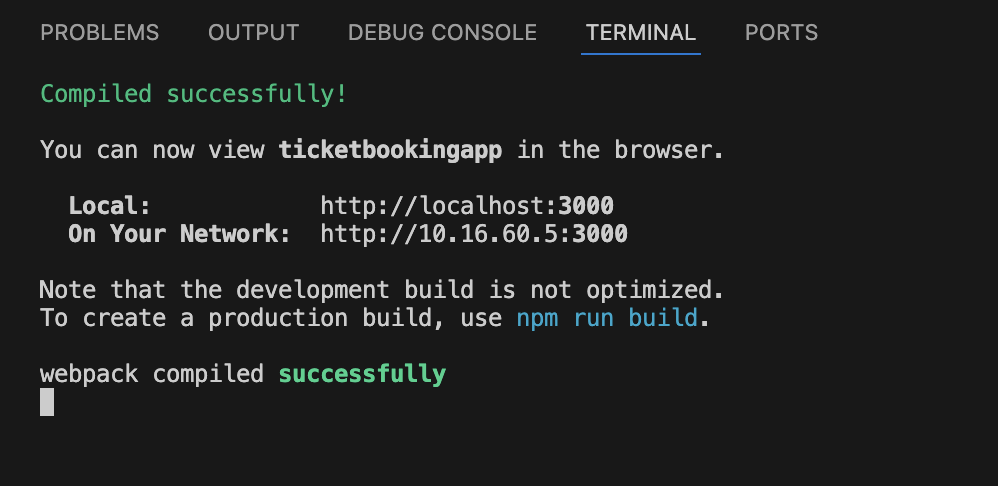 PROBLEMS OUTPUT DEBUG CONSOLE TERMINAL PORTS
Compiled successfully!
You can now view ticketbookingapp in the browser.
Local: http://localhost:3000
On Your Network: http://10.16.60.5:3000
Note that the development build is not optimized.
To create a production build, use npm run build.
webpack compiled successfully